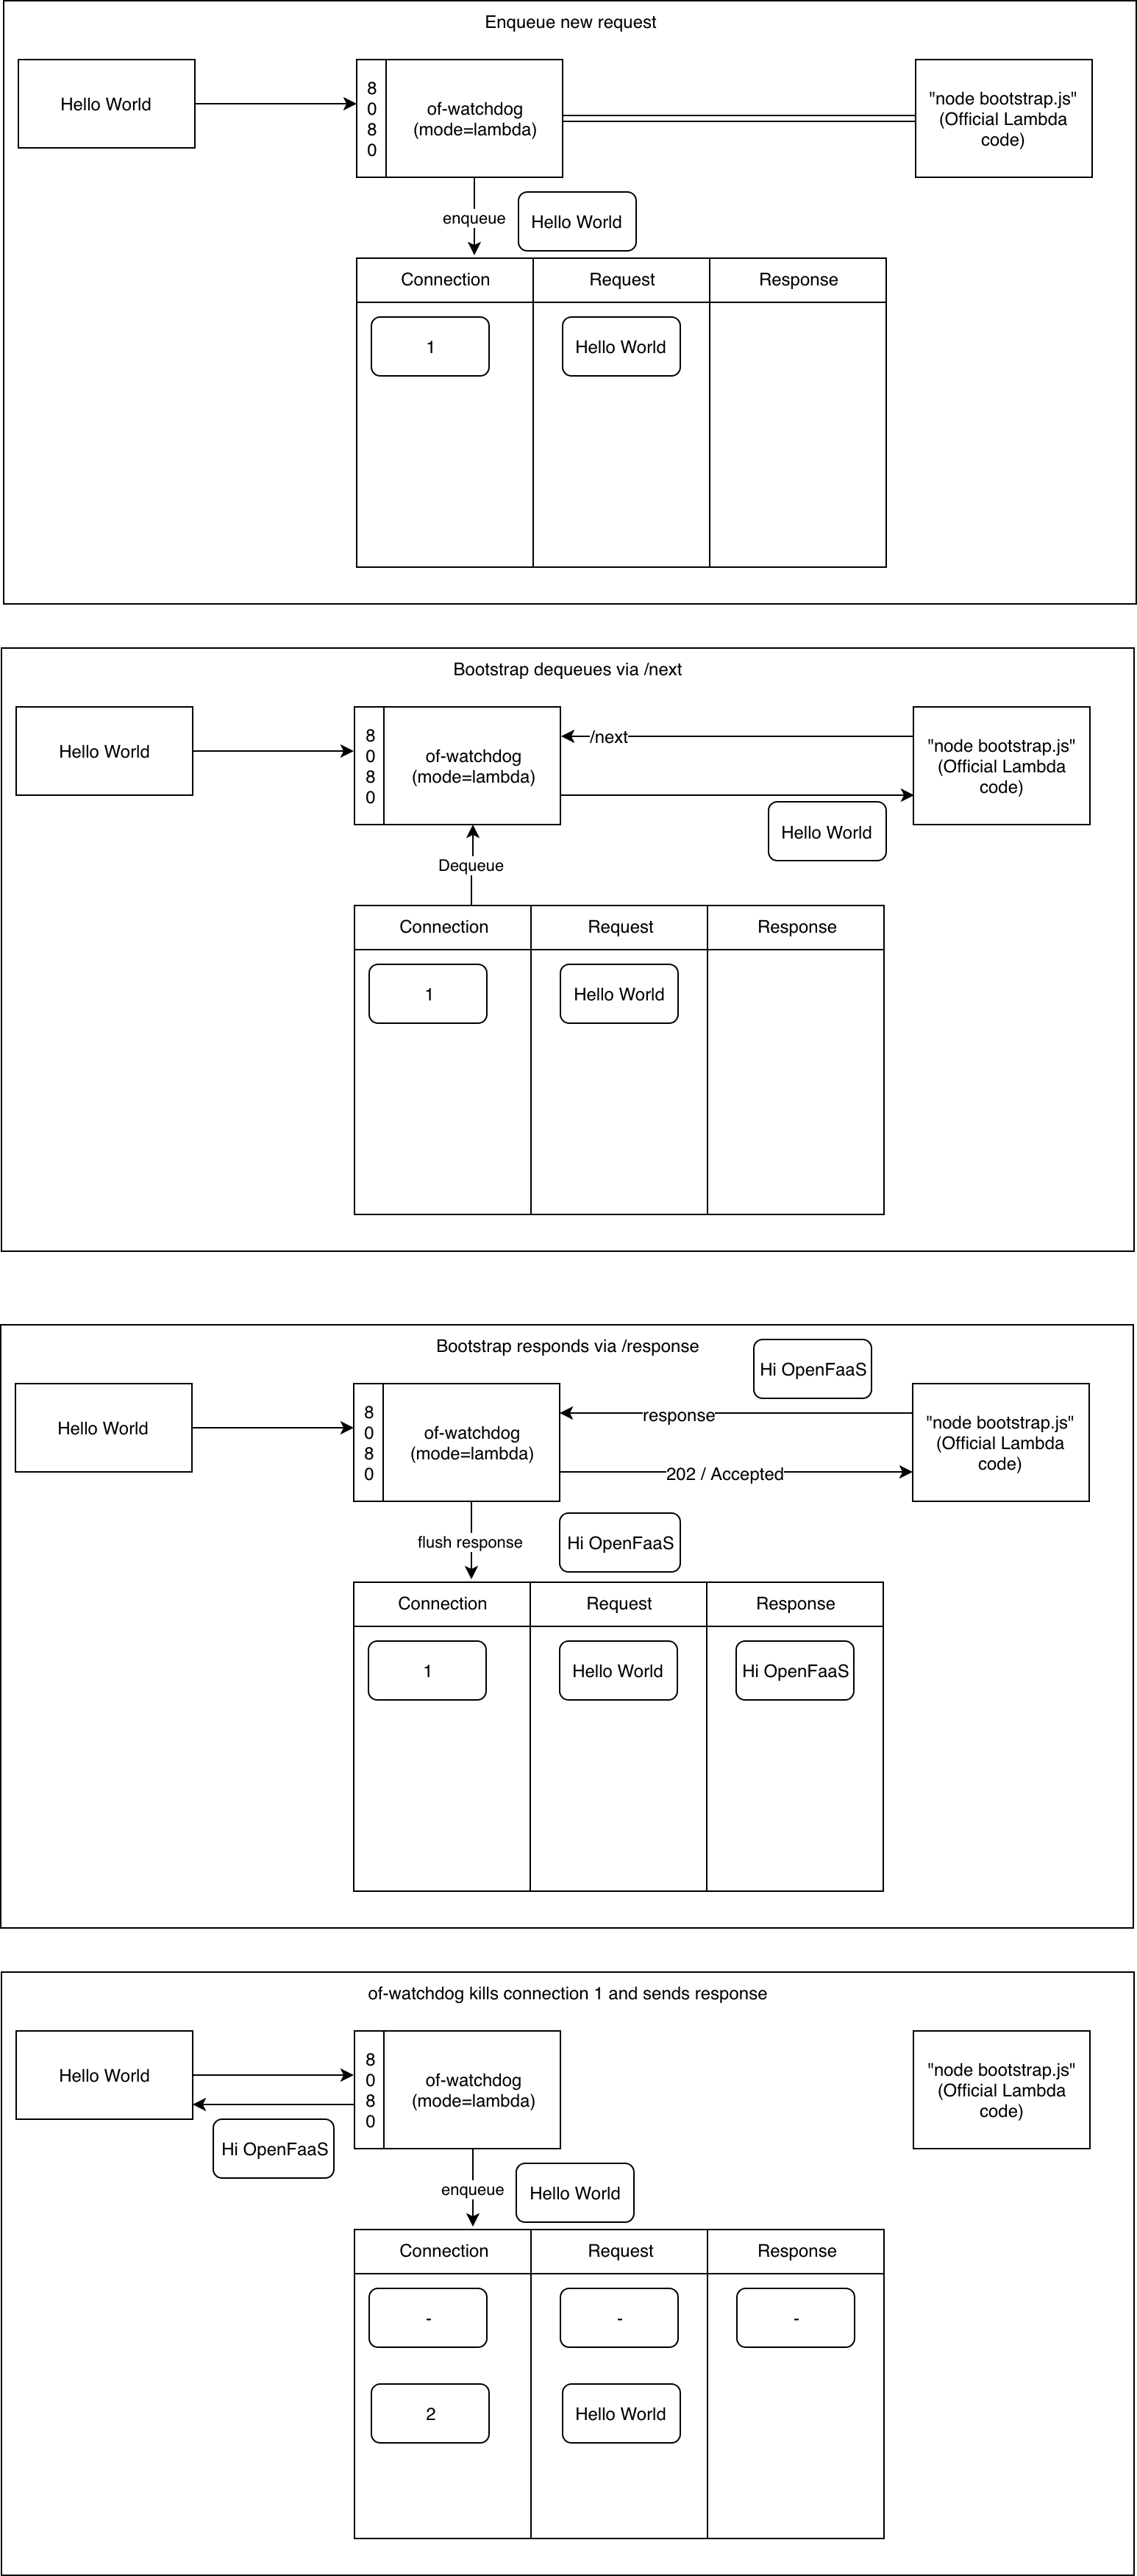 Enqueue new request
Hello World
8
0
8
0
of-watchdog
(mode=lambda)
"node bootstrap.js"
(Official Lambda
code)
enqueue
Hello World
Connection
Request
Response
1
Hello World
Bootstrap dequeues via /next
Hello World
8
0
8
0
of-watchdog
(mode=lambda)
/next
"node bootstrap.js"
(Official Lambda
code)
Hello World
Dequeue
Connection
Request
Response
1
Hello World
Bootstrap responds via /response
Hi OpenFaaS
Hello World
8
0
8
0
of-watchdog
(mode=lambda)
response
202 / Accepted
"node bootstrap.js"
(Official Lambda
code)
flush response
Hi OpenFaaS
Connection
Request
Response
1
Hello World
Hi OpenFaaS
of-watchdog kills connection 1 and sends response
Hello World
8
0
8
0
of-watchdog
(mode=lambda)
"node bootstrap.js"
(Official Lambda
code)
Hi OpenFaaS
enqueue
Hello World
Connection
Request
Response
-
-
-
2
Hello World